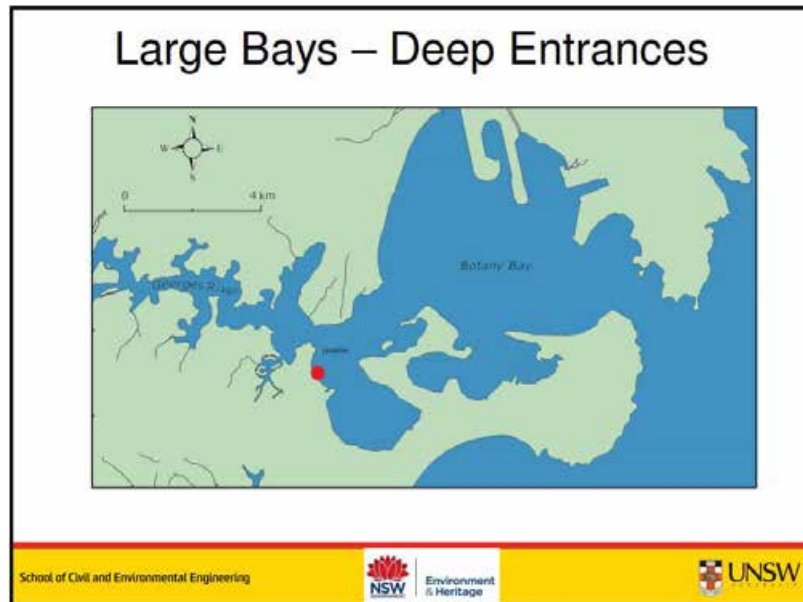 Large Bays – Deep Entrances
N
W E
S
0 4 km
Georges River
Botany Bay
School of Civil and Environmental Engineering
NSW
Environment
& Heritage
UNSW
AUSTRALIA